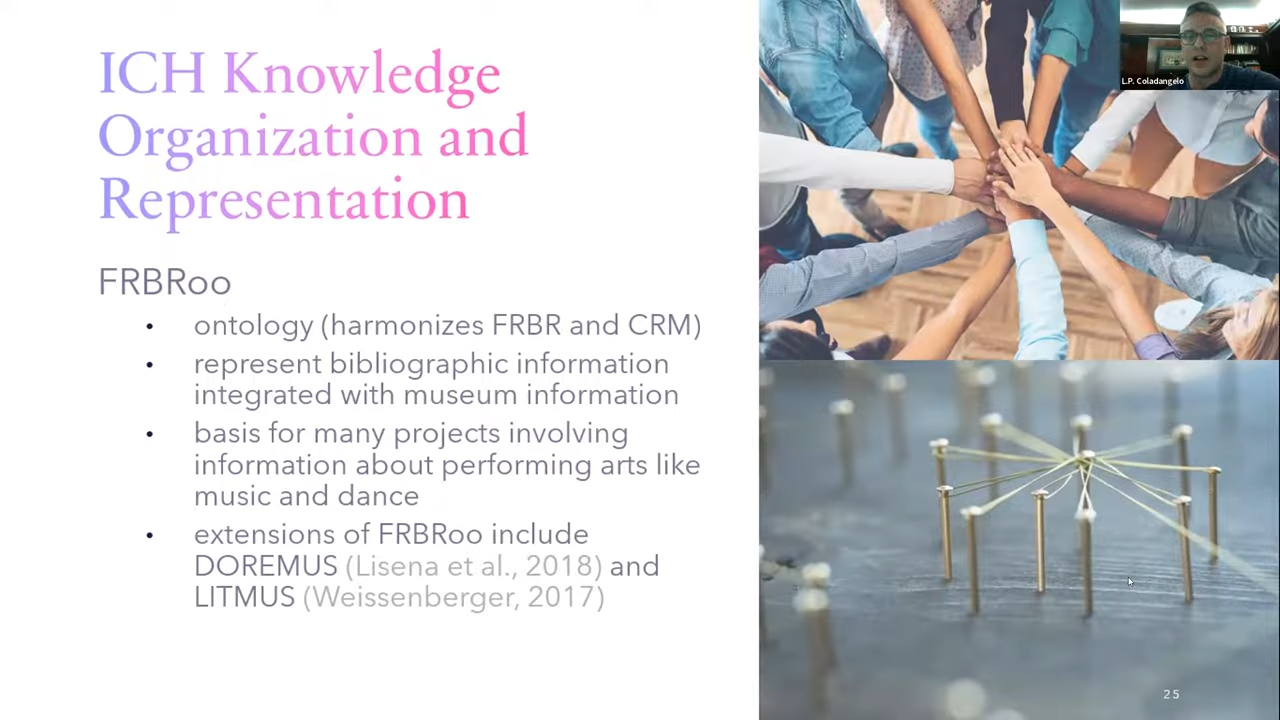 ICH Knowledge
Organization and
Representation
FRBRoo
• ontology (harmonizes FRBR and CRM)
• represent bibliographic information
integrated with museum information
• basis for many projects involving
information about performing arts like
music and dance
• extensions of FRBRoo include
DOREMUS (Lisena et al., 2018) and
LITMUS (Weissenberger, 2017)
L.P. Coladangelo
25